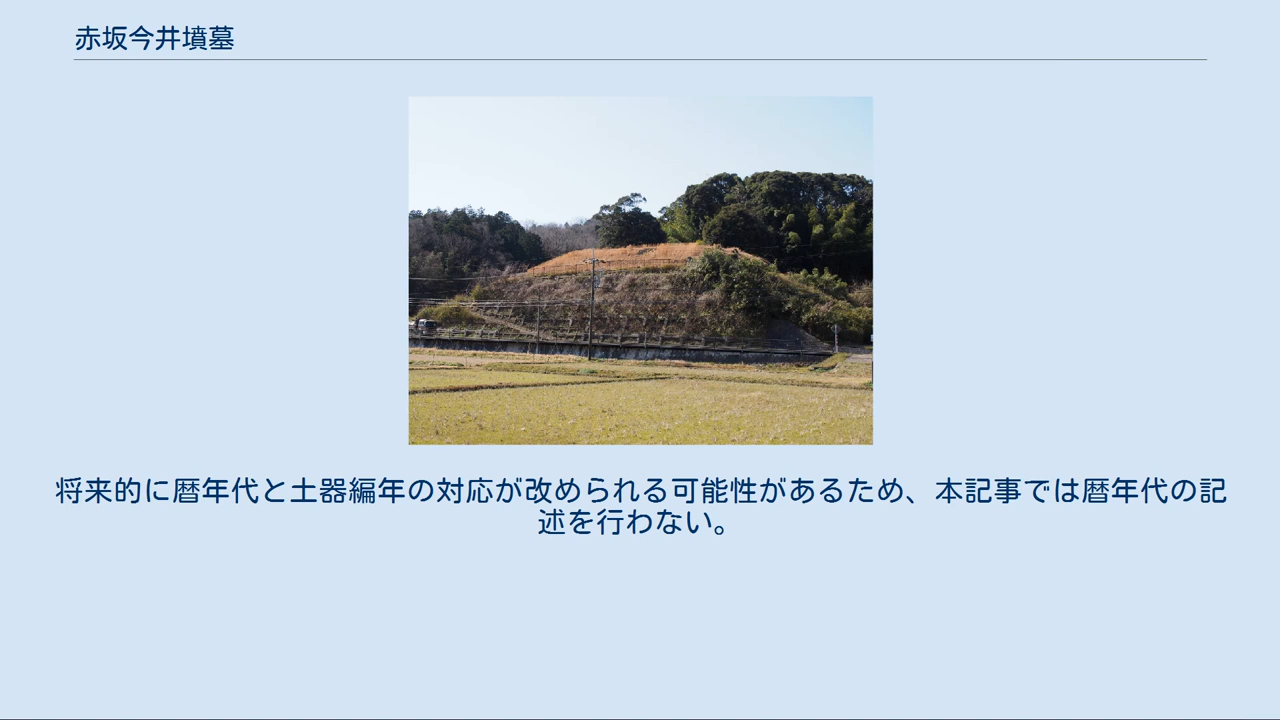 赤坂今井墳墓
将来的に暦年代と土器編年の対応が改められる可能性があるため、本記事では暦年代の記
述を行わない。